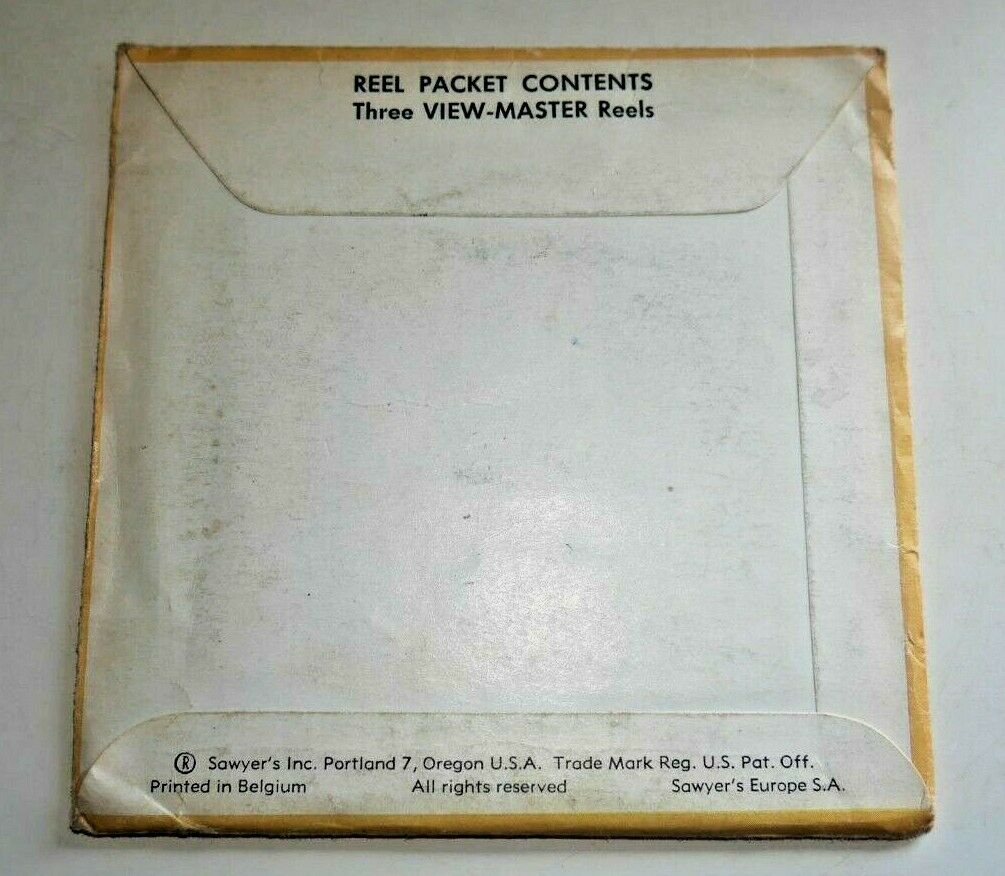 REEL PACKET CONTENTS
Three VIEW-MASTER Reels
® Sawyer's Inc. Portland 7, Oregon U.S.A. Trade Mark Reg. U.S. Pat. Off.
Printed in Belgium All rights reserved Sawyer's Europe S.A.